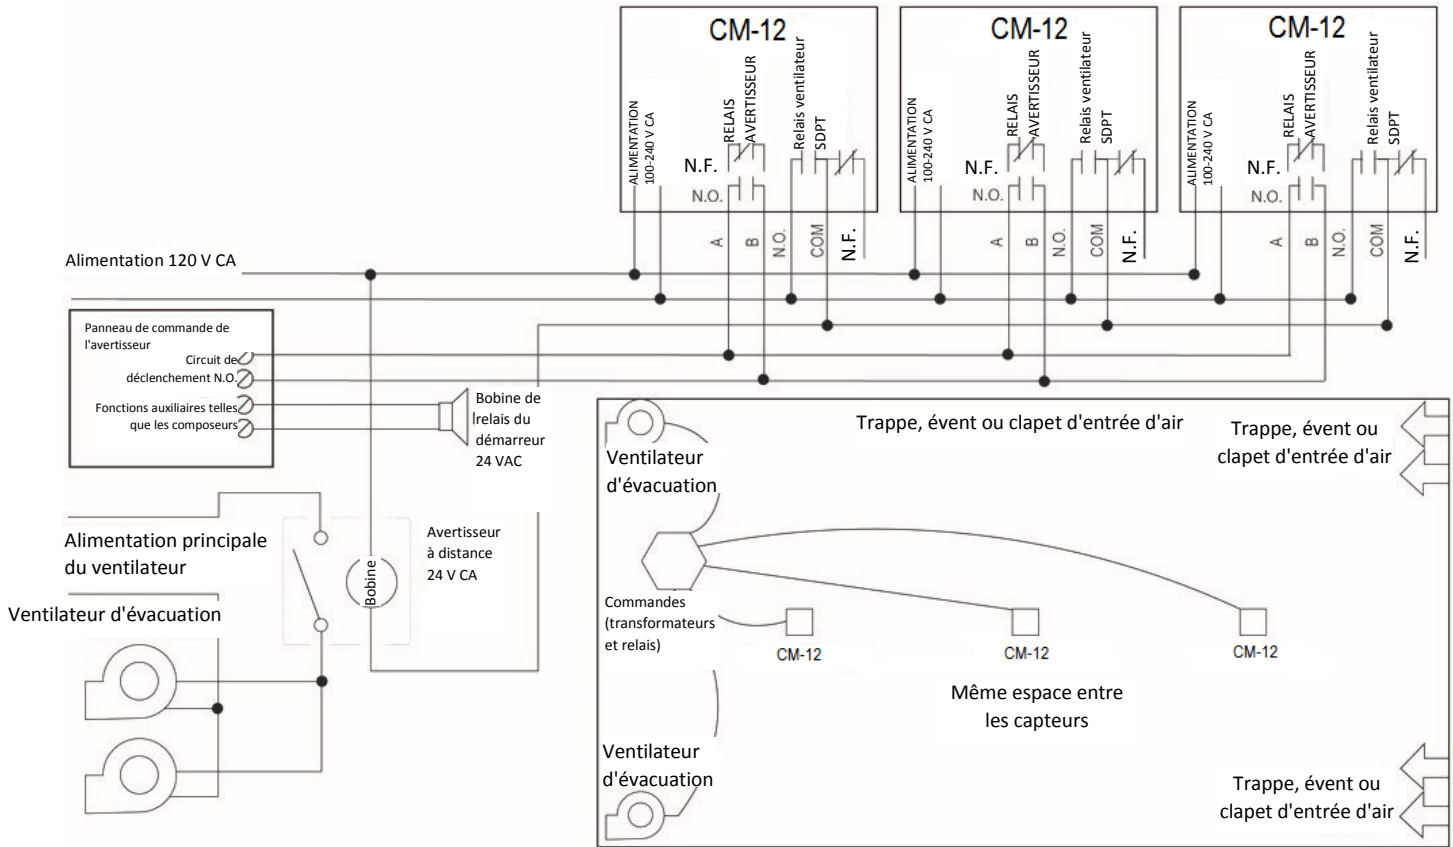 CM-12
ALIMENTATION
100-240 V CA
RELAIS
AVERTISSEUR
Relais ventilateur
SDPT
N.F.
N.O.
A
B
N.O.
COM
N.F.
CM-12
ALIMENTATION
100-240 V CA
RELAIS
AVERTISSEUR
Relais ventilateur
SDPT
N.F.
N.O.
A
B
N.O.
COM
N.F.
CM-12
ALIMENTATION
100-240 V CA
RELAIS
AVERTISSEUR
Relais ventilateur
SDPT
N.F.
N.O.
A
B
N.O.
COM
N.F.
Alimentation 120 V CA
Panneau de commande de
l'avertisseur
Circuit de
déclenchement N.O.
Fonctions auxiliaires telles
que les composeurs
Bobine de
relais du
démarreur
24 VAC
Alimentation principale
du ventilateur
Bobine
Avertisseur
à distance
24 V CA
Ventilateur d'évacuation
Trappe, évent ou clapet d'entrée d'air
Trappe, évent ou
clapet d'entrée d'air
Ventilateur
d'évacuation
Commandes
(transformateurs
et relais)
CM-12
CM-12
CM-12
Même espace entre
les capteurs
Ventilateur
d'évacuation
Trappe, évent ou
clapet d'entrée d'air